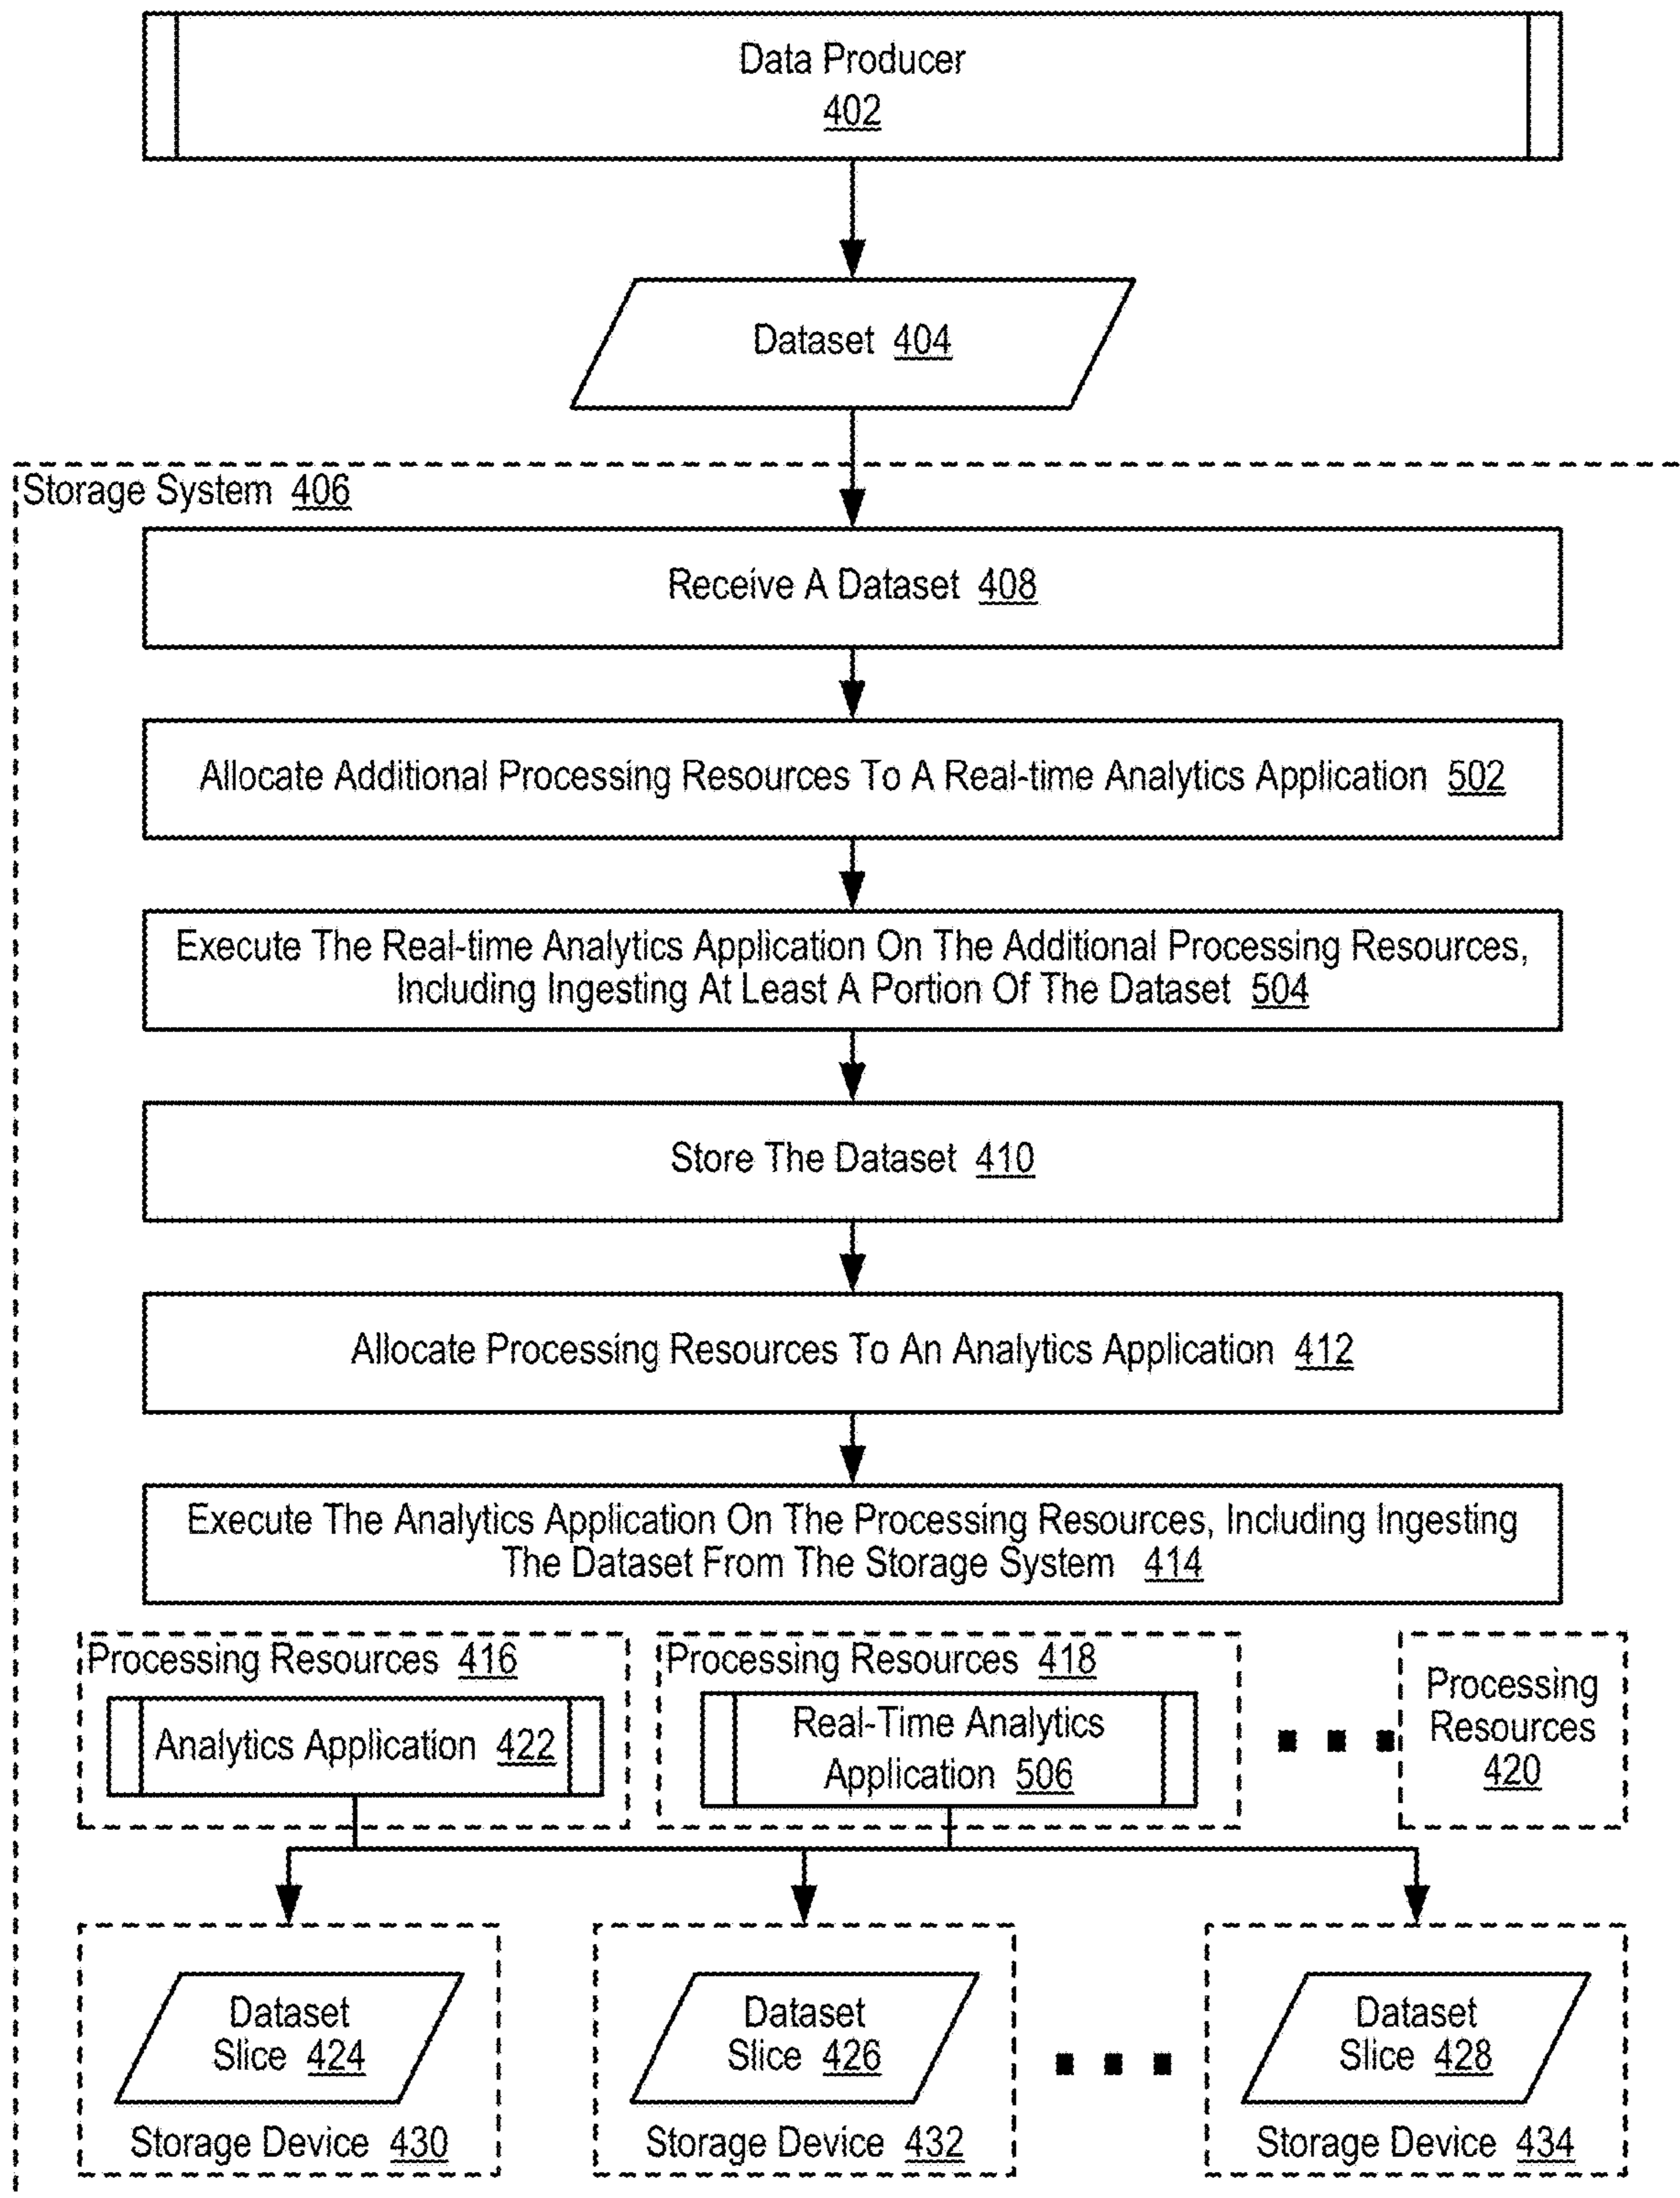 Data Producer
402
Dataset 404
Storage System 406
Receive A Dataset 408
Allocate Additional Processing Resources To A Real-time Analytics Application 502
Execute The Real-time Analytics Application On The Additional Processing Resources,
Including Ingesting At Least A Portion Of The Dataset 504
Store The Dataset 410
Allocate Processing Resources To An Analytics Application 412
Execute The Analytics Application On The Processing Resources, Including Ingesting
The Dataset From The Storage System 414
Processing Resources 416
Analytics Application 422
Processing Resources 418
Real-Time Analytics
Application 506
Processing
Resources
420
Dataset
Slice 424
Storage Device 430
Dataset
Slice 426
Storage Device 432
Dataset
Slice 428
Storage Device 434